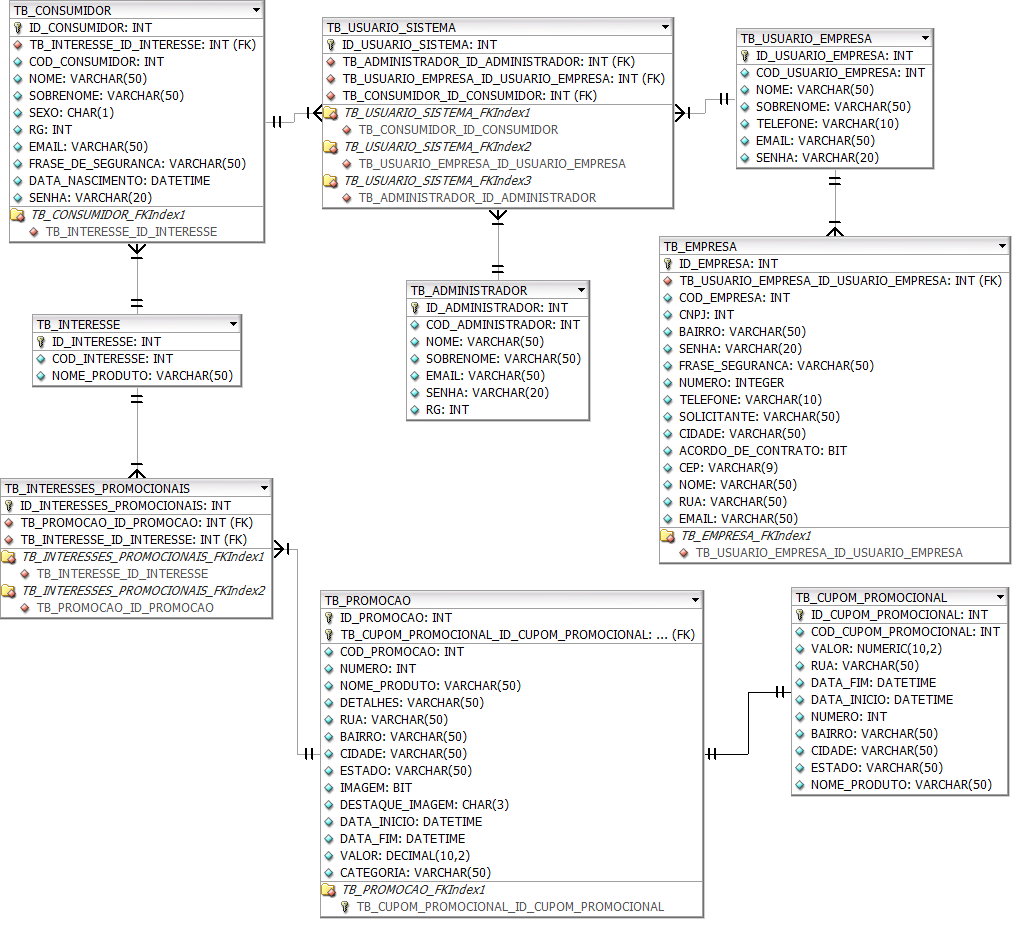 TB_CONSUMIDOR
ID_CONSUMIDOR: INT
TB_INTERESSE_ID_INTERESSE: INT (FK)
COD_CONSUMIDOR: INT
NOME: VARCHAR(50)
SOBRENOME: VARCHAR(50)
SEXO: CHAR(1)
RG: INT
EMAIL: VARCHAR(50)
FRASE_DE_SEGURANCA: VARCHAR(50)
DATA_NASCIMENTO: DATETIME
SENHA: VARCHAR(20)
TB_CONSUMIDOR_FKIndex1
TB_INTERESSE_ID_INTERESSE
TB_USUARIO_SISTEMA
ID_USUARIO_SISTEMA: INT
TB_ADMINISTRADOR_ID_ADMINISTRADOR: INT (FK)
TB_USUARIO_EMPRESA_ID_USUARIO_EMPRESA: INT (FK)
TB_CONSUMIDOR_ID_CONSUMIDOR: INT (FK)
TB_USUARIO_SISTEMA_FKIndex1
TB_CONSUMIDOR_ID_CONSUMIDOR
TB_USUARIO_SISTEMA_FKIndex2
TB_USUARIO_EMPRESA_ID_USUARIO_EMPRESA
TB_USUARIO_SISTEMA_FKIndex3
TB_ADMINISTRADOR_ID_ADMINISTRADOR
TB_USUARIO_EMPRESA
ID_USUARIO_EMPRESA: INT
COD_USUARIO_EMPRESA: INT
NOME: VARCHAR(50)
SOBRENOME: VARCHAR(50)
TELEFONE: VARCHAR(10)
EMAIL: VARCHAR(50)
SENHA: VARCHAR(20)
TB_INTERESSE
ID_INTERESSE: INT
COD_INTERESSE: INT
NOME_PRODUTO: VARCHAR(50)
TB_ADMINISTRADOR
ID_ADMINISTRADOR: INT
COD_ADMINISTRADOR: INT
NOME: VARCHAR(50)
SOBRENOME: VARCHAR(50)
EMAIL: VARCHAR(50)
SENHA: VARCHAR(20)
RG: INT
TB_EMPRESA
ID_EMPRESA: INT
TB_USUARIO_EMPRESA_ID_USUARIO_EMPRESA: INT (FK)
COD_EMPRESA: INT
CNPJ: INT
BAIRRO: VARCHAR(50)
SENHA: VARCHAR(20)
FRASE_SEGURANCA: VARCHAR(50)
NUMERO: INTEGER
TELEFONE: VARCHAR(10)
SOLICITANTE: VARCHAR(50)
CIDADE: VARCHAR(50)
ACORDO_DE_CONTRATO: BIT
CEP: VARCHAR(9)
NOME: VARCHAR(50)
RUA: VARCHAR(50)
EMAIL: VARCHAR(50)
TB_EMPRESA_FKIndex1
TB_USUARIO_EMPRESA_ID_USUARIO_EMPRESA
TB_INTERESSES_PROMOCIONAIS
ID_INTERESSES_PROMOCIONAIS: INT
TB_PROMOCAO_ID_PROMOCAO: INT (FK)
TB_INTERESSE_ID_INTERESSE: INT (FK)
TB_INTERESSES_PROMOCIONAIS_FKIndex1
TB_INTERESSE_ID_INTERESSE
TB_INTERESSES_PROMOCIONAIS_FKIndex2
TB_PROMOCAO_ID_PROMOCAO
TB_PROMOCAO
ID_PROMOCAO: INT
TB_CUPOM_PROMOCIONAL_ID_CUPOM_PROMOCIONAL: ... (FK)
COD_PROMOCAO: INT
NUMERO: INT
NOME_PRODUTO: VARCHAR(50)
DETALHES: VARCHAR(50)
RUA: VARCHAR(50)
BAIRRO: VARCHAR(50)
CIDADE: VARCHAR(50)
ESTADO: VARCHAR(50)
IMAGEM: BIT
DESTAQUE_IMAGEM: CHAR(3)
DATA_INICIO: DATETIME
DATA_FIM: DATETIME
VALOR: DECIMAL(10,2)
CATEGORIA: VARCHAR(50)
TB_PROMOCAO_FKIndex1
TB_CUPOM_PROMOCIONAL_ID_CUPOM_PROMOCIONAL
TB_CUPOM_PROMOCIONAL
ID_CUPOM_PROMOCIONAL: INT
COD_CUPOM_PROMOCIONAL: INT
VALOR: NUMERIC(10,2)
RUA: VARCHAR(50)
DATA_FIM: DATETIME
DATA_INICIO: DATETIME
NUMERO: INT
BAIRRO: VARCHAR(50)
CIDADE: VARCHAR(50)
ESTADO: VARCHAR(50)
NOME_PRODUTO: VARCHAR(50)